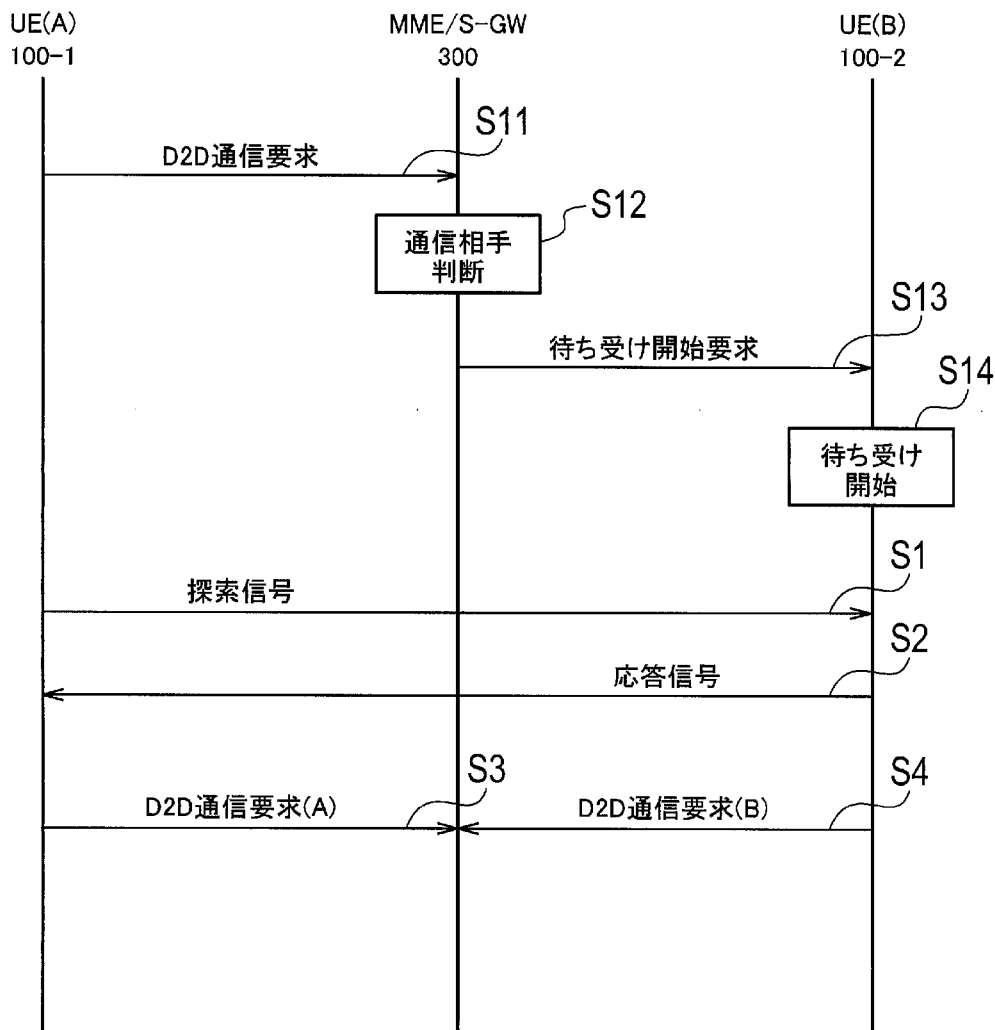 UE(A)
100-1
MME/S-GW
300
UE(B)
100-2
S11
D2D通信要求
S12
通信相手
判断
S13
待ち受け開始要求
S14
待ち受け
開始
S1
探索信号
S2
応答信号
S3
D2D通信要求(A)
S4
D2D通信要求(B)